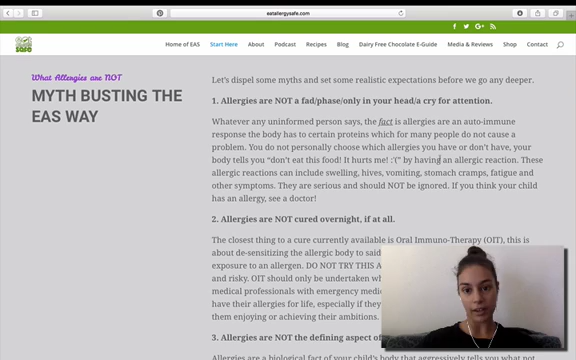 eatallergysafe.com
Home of EAS Start Here About Podcast Recipes Blog Dairy Free Chocolate E-Guide Media & Reviews Shop Contact
What Allergies are NOT
MYTH BUSTING THE
EAS WAY
Let's dispel some myths and set some realistic expectations before we go any deeper.
1. Allergies are NOT a fad/phase/only in your head/a cry for attention.
Whatever any uninformed person says, the fact is allergies are an auto-immune
response the body has to certain proteins which for many people do not cause a
problem. You do not personally choose which allergies you have or don't have, your
body tells you "don't eat this food! It hurts me! :'(" by having an allergic reaction. These
allergic reactions can include swelling, hives, vomiting, stomach cramps, fatigue and
other symptoms. They are serious and should NOT be ignored. If you think your child
has an allergy, see a doctor!
2. Allergies are NOT cured overnight, if at all.
The closest thing to a cure currently available is Oral Immuno-Therapy (OIT), this is
about de-sensitizing the allergic body to said
exposure to an allergen. DO NOT TRY THIS A
and risky. OIT should only be undertaken
medical professionals with emergency medic
have their allergies for life, especially if they
them enjoying or achieving their ambitions.
3. Allergies are NOT the defining aspect of
Allergies are a biological fact of your child's body that aggressively tells you what not